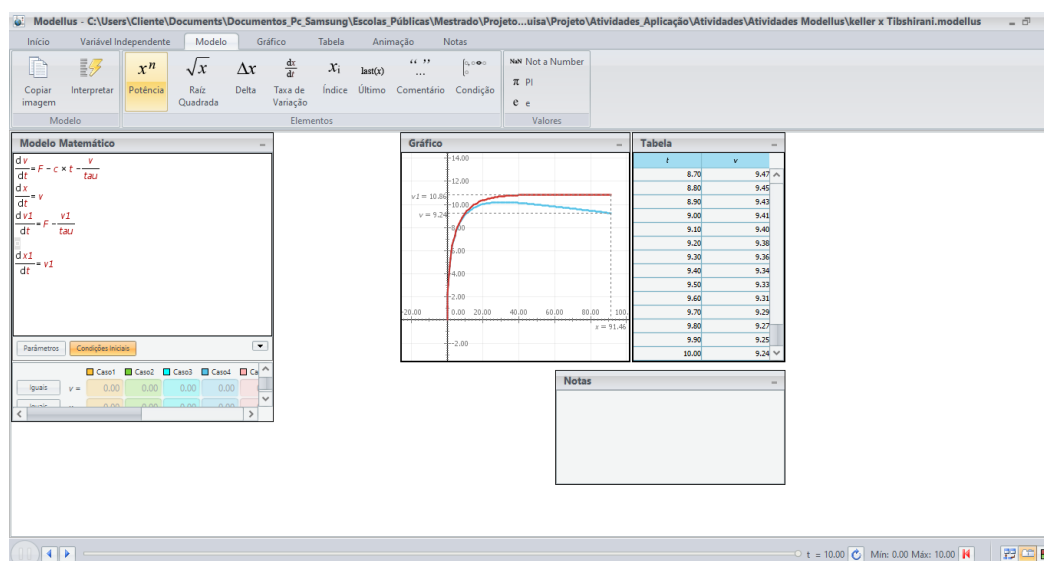 Modellus - C:\Users\Cliente\Documents\Documentos_Pc_Samsung\Escolas_Públicas\Mestrado\Projeto...uisa\Projeto\Atividades_Aplicação\Atividades\Atividades Modellus\keller x Tibshirani.modellus
Início Variável Independente Modelo Gráfico Tabela Animação Notas
x^n √x Δx dx/dt x_i last(x) “ ” ...
NaN Not a Number
π PI
e e
Copiar imagem Interpretar Potência Raíz Quadrada Delta Taxa de Variação Índice Último Comentário Condição
Modelo Elementos Valores
Modelo Matemático
dv/dt = F − c × t − v/tau
dx/dt = v
dv1/dt = F − v1/tau
dx1/dt = v1
Parâmetros Condições Iniciais
Caso1 Caso2 Caso3 Caso4 Ca
Iguais v = 0.00 0.00 0.00 0.00
Gráfico
14.00
12.00
v1 = 10.86
10.00
v = 9.24
8.00
6.00
4.00
2.00
20.00 0.00 20.00 40.00 60.00 80.00 100.
x = 91.46
−2.00
Tabela
t v
8.70 9.47
8.80 9.45
8.90 9.43
9.00 9.41
9.10 9.40
9.20 9.38
9.30 9.36
9.40 9.34
9.50 9.33
9.60 9.31
9.70 9.29
9.80 9.27
9.90 9.25
10.00 9.24
Notas
t = 10.00 Mín: 0.00 Máx: 10.00